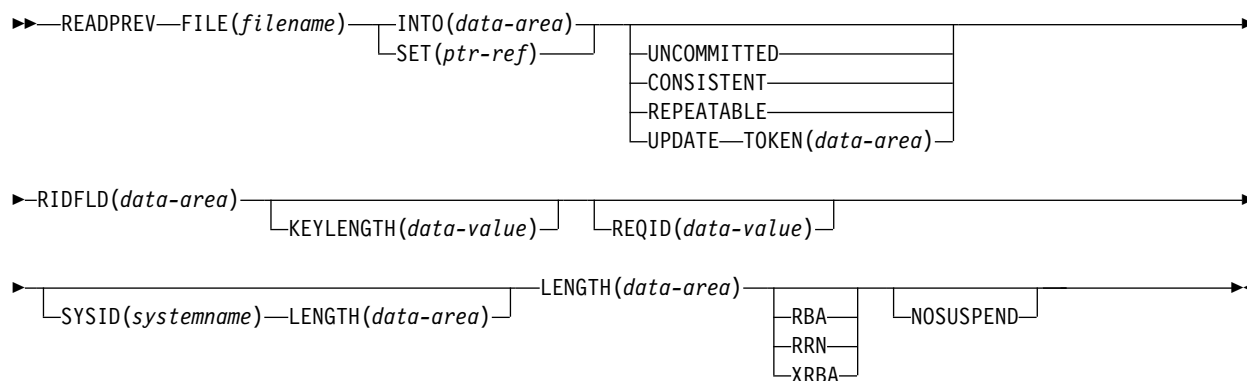 READPREV FILE(filename) INTO(data-area)
SET(ptr-ref) UNCOMMITTED
CONSISTENT
REPEATABLE
UPDATE TOKEN(data-area)
RIDFLD(data-area)
KEYLENGTH(data-value) REQID(data-value)
LENGTH(data-area)
SYSID(systemname) LENGTH(data-area) RBA NOSUSPEND
RRN
XRBA